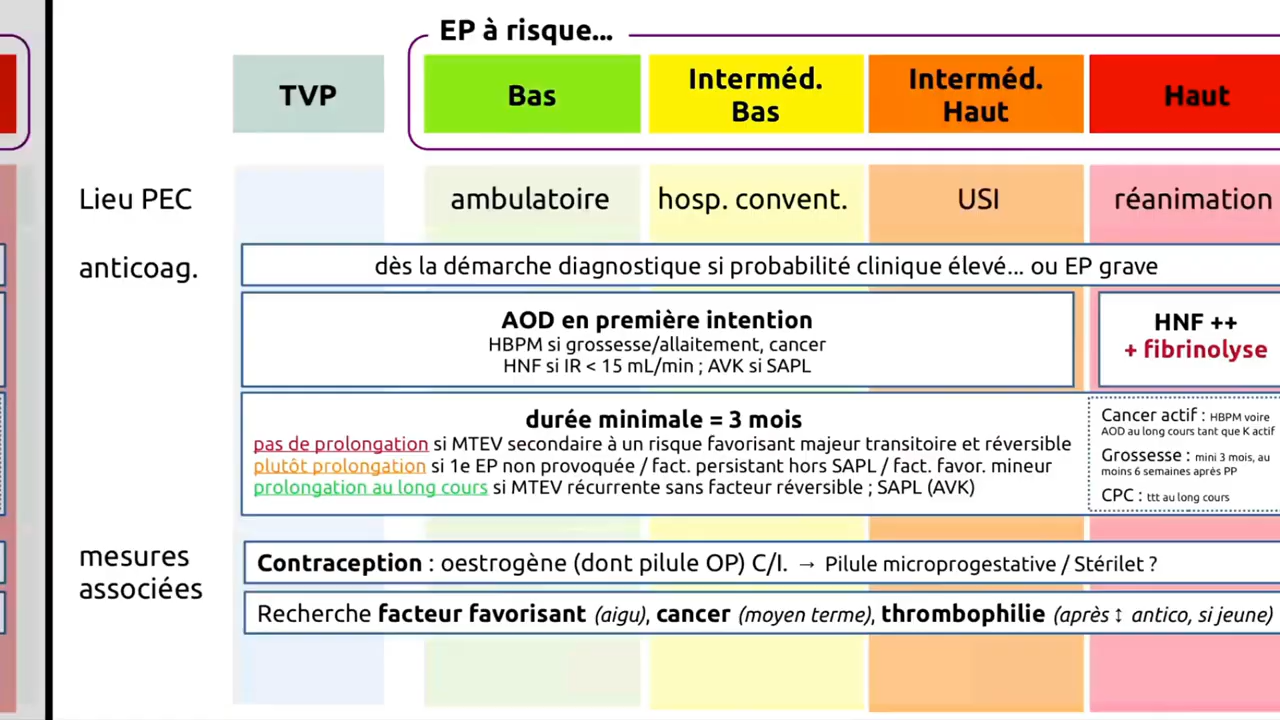 EP à risque...
TVP
Bas
Interméd.
Bas
Interméd.
Haut
Haut
Lieu PEC
ambulatoire
hosp. convent.
USI
réanimation
anticoag.
dès la démarche diagnostique si probabilité clinique élevé... ou EP grave
AOD en première intention
HBPM si grossesse/allaitement, cancer
HNF si IR < 15 mL/min ; AVK si SAPL
HNF ++
+ fibrinolyse
durée minimale = 3 mois
pas de prolongation si MTEV secondaire à un risque favorisant majeur transitoire et réversible
plutôt prolongation si 1e EP non provoquée / fact. persistant hors SAPL / fact. favor. mineur
prolongation au long cours si MTEV récurrente sans facteur réversible ; SAPL (AVK)
Cancer actif : HBPM voire
AOD au long cours tant que K actif
Grossesse : mini 3 mois, au
moins 6 semaines après PP
CPC : ttt au long cours
mesures
associées
Contraception : oestrogène (dont pilule OP) C/I. → Pilule microprogestative / Stérilet ?
Recherche facteur favorisant (aigu), cancer (moyen terme), thrombophilie (après ↕ antico, si jeune)